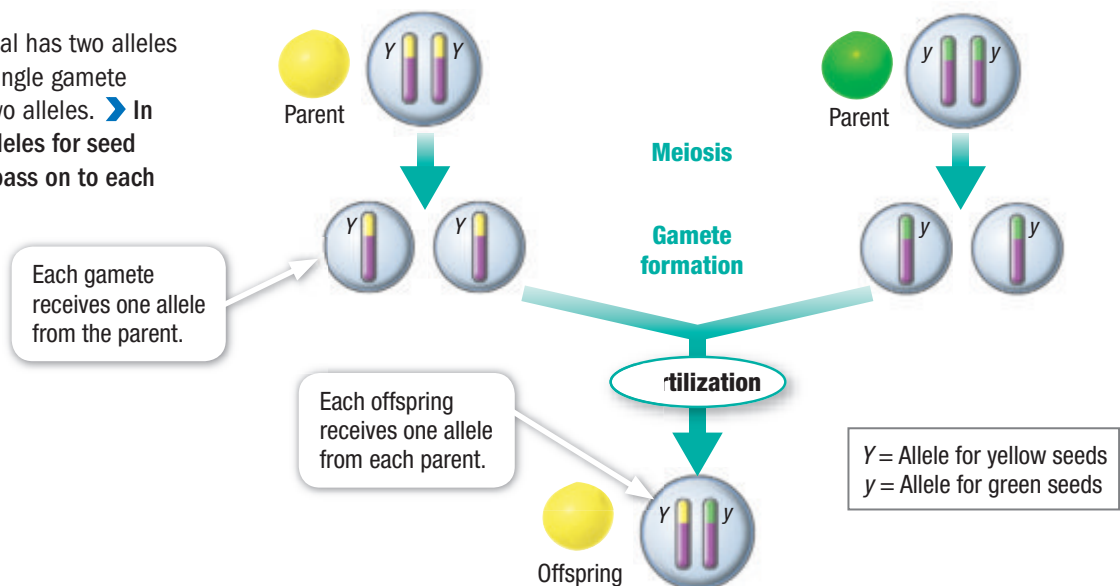 al has two alleles
ingle gamete
vo alleles. ❯ In
leles for seed
pass on to each
Y Y
Parent
y y
Parent
Meiosis
Y Y
Gamete
formation
y y
Each gamete
receives one allele
from the parent.
rtilization
Each offspring
receives one allele
from each parent.
Y y
Offspring
Y = Allele for yellow seeds
y = Allele for green seeds